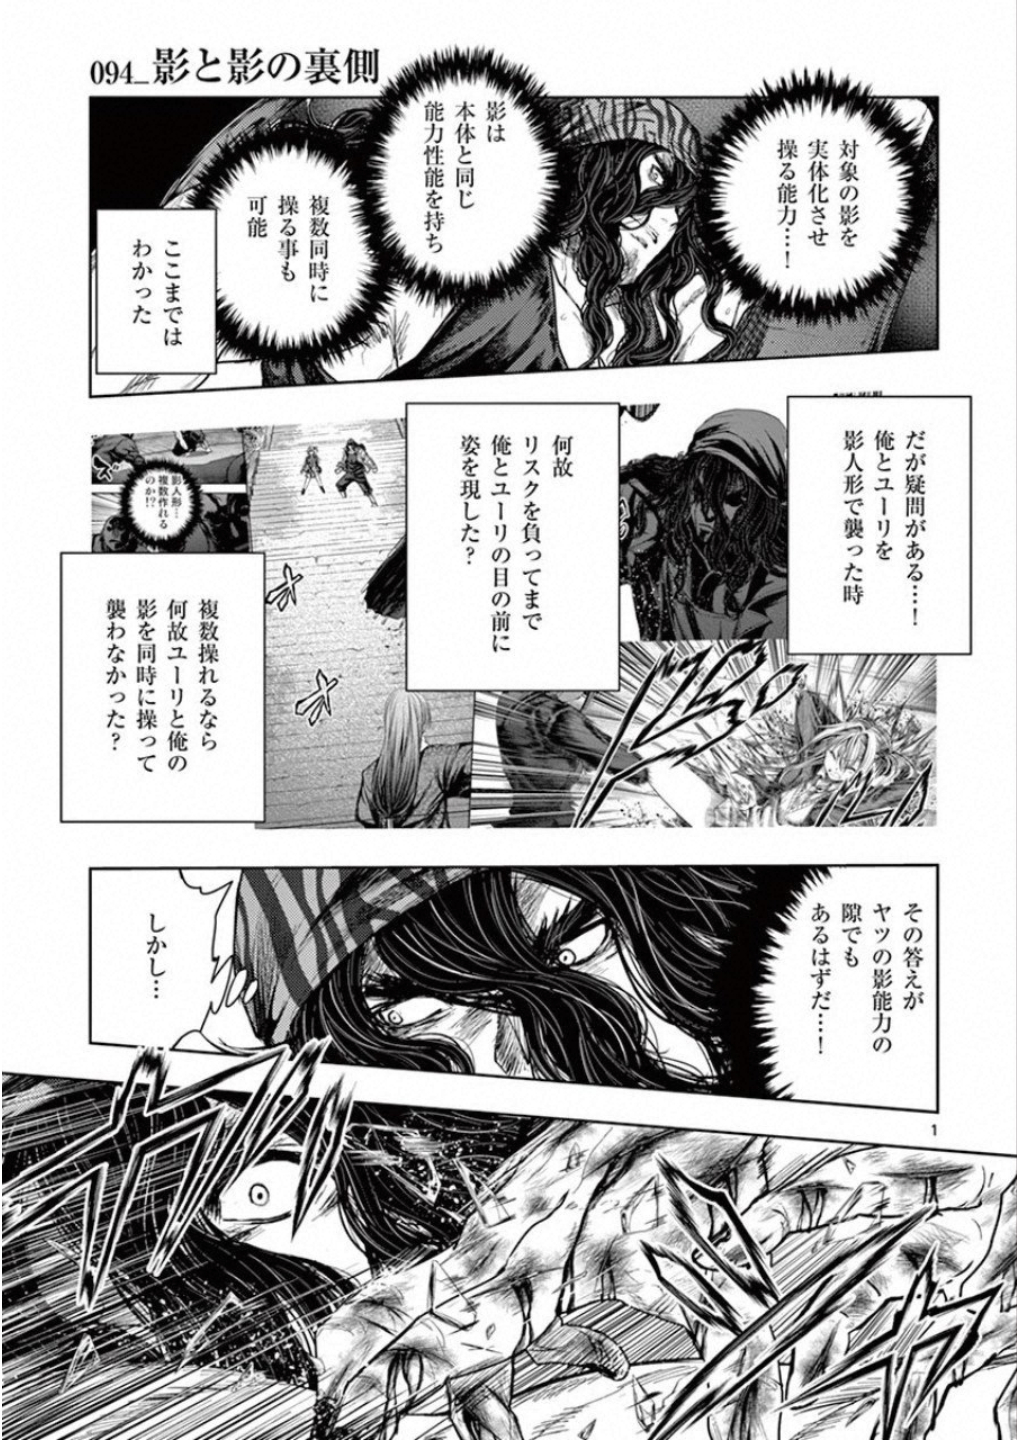 094_影と影の裏側
対象の影を
実体化させ
操る能力…!
影は
本体と同じ
能力性能を持ち
複数同時に
操る事も
可能
ここまでは
わかった
だが疑問がある…!
俺とユーリを
影人形で襲った時
何故
リスクを負ってまで
俺とユーリの目の前に
姿を現した?
影人形…
複数作れる
のか!?
複数操れるなら
何故ユーリと俺の
影を同時に操って
襲わなかった?
その答えが
ヤツの影能力の
隙でも
あるはずだ…!
しかし…
1